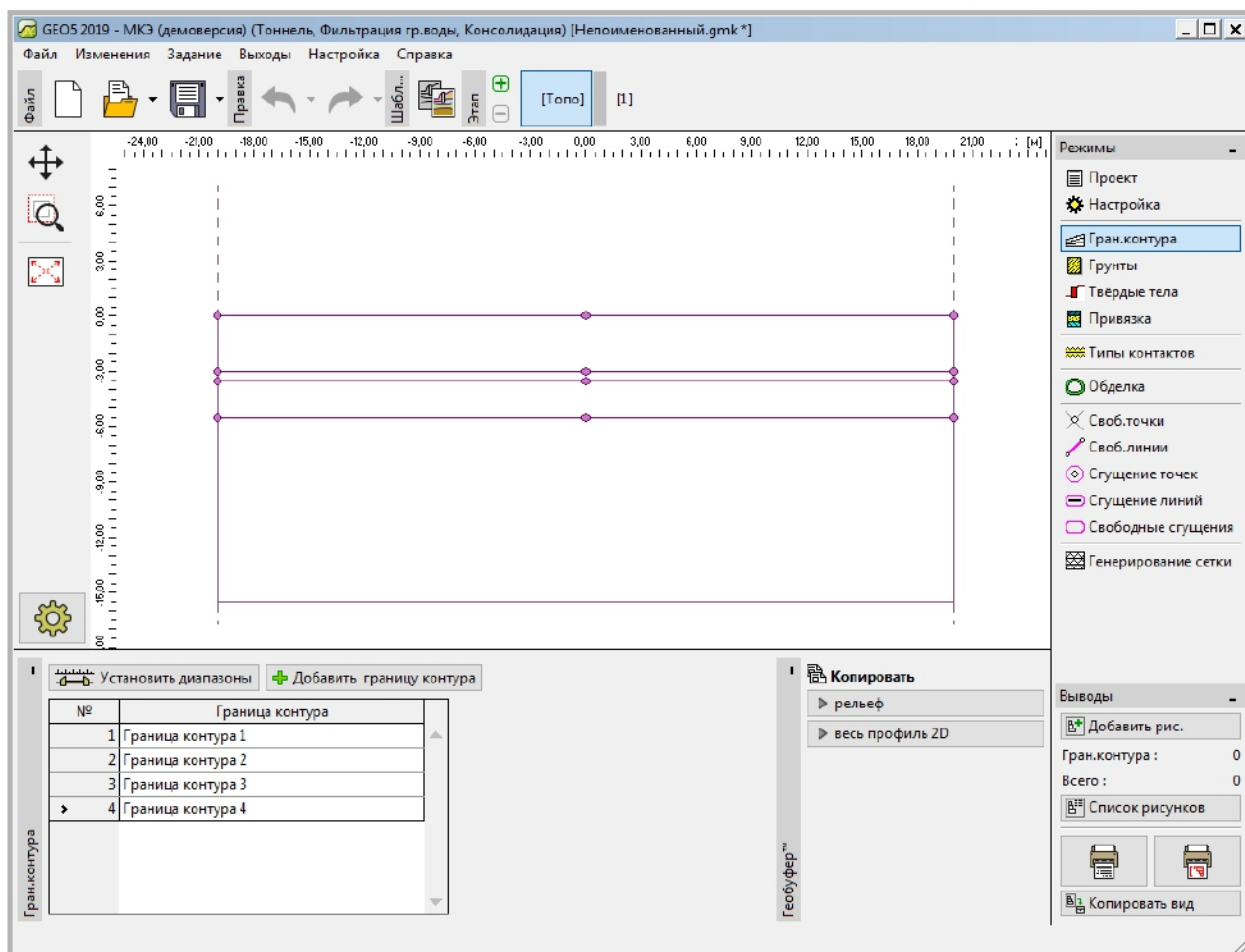 GEO5 2019 - МКЭ (демоверсия) (Тоннель, Фильтрация гр.воды, Консолидация) [Непоименованный.gmk *]
Файл Изменения Задание Выходы Настройка Справка
Файл
Правка
Шабл...
Этап
[Топо]
[1]
-24,00 -21,00 -18,00 -15,00 -12,00 -9,00 -6,00 -3,00 0,00 3,00 6,00 9,00 12,00 15,00 18,00 21,00 [м]
6,00
3,00
0,00
-3,00
-6,00
-9,00
-12,00
-15,00
Режимы
Проект
Настройка
Гран.контура
Грунты
Твёрдые тела
Привязка
Типы контактов
Обделка
Своб.точки
Своб.линии
Сгущение точек
Сгущение линий
Свободные сгущения
Генерирование сетки
Гран.контура
Установить диапазоны
Добавить границу контура
№ Граница контура
1 Граница контура 1
2 Граница контура 2
3 Граница контура 3
4 Граница контура 4
Геобуфер™
Копировать
рельеф
весь профиль 2D
Выводы
Добавить рис.
Гран.контура : 0
Всего : 0
Список рисунков
Копировать вид